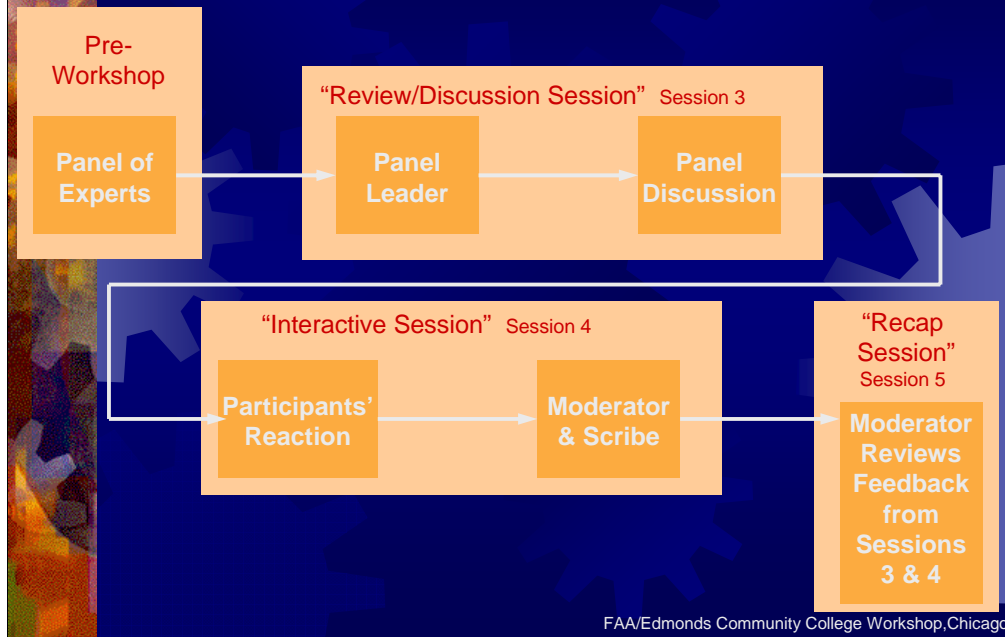 Pre-
Workshop
Panel of
Experts
“Review/Discussion Session” Session 3
Panel
Leader
Panel
Discussion
“Interactive Session” Session 4
Participants’
Reaction
Moderator
& Scribe
“Recap
Session”
Session 5
Moderator
Reviews
Feedback
from
Sessions
3 & 4
FAA/Edmonds Community College Workshop,Chicago